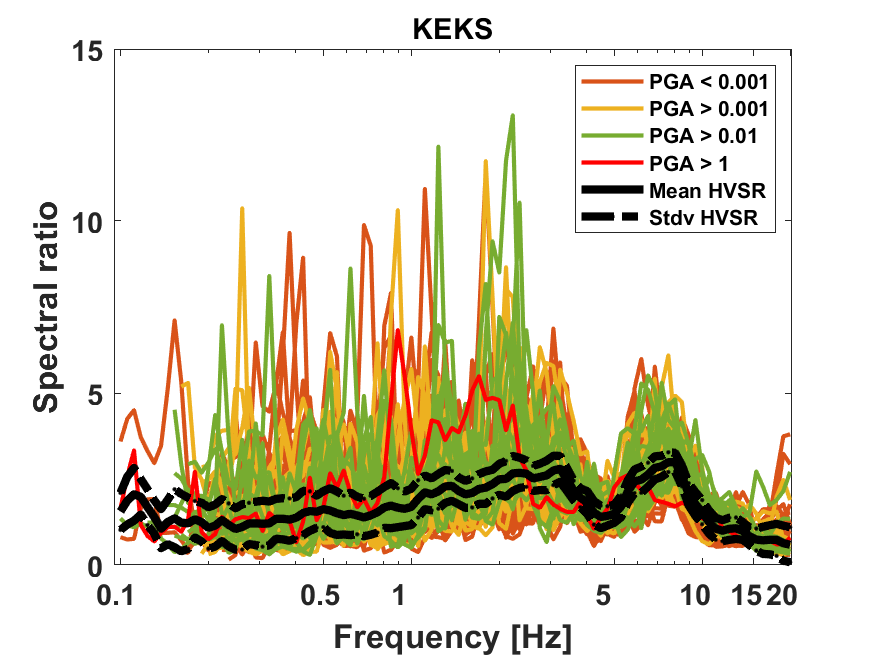 KEKS
15
10
5
0
Spectral ratio
PGA < 0.001
PGA > 0.001
PGA > 0.01
PGA > 1
Mean HVSR
Stdv HVSR
0.1 0.5 1 5 10 15 20
Frequency [Hz]